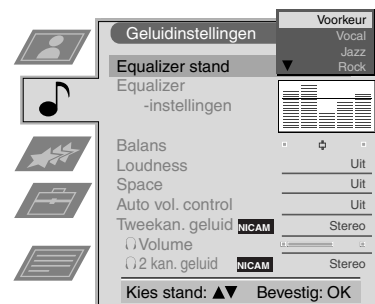 Geluidinstellingen
Voorkeur
Vocal
Jazz
▼ Rock
Equalizer stand
Equalizer
-instellingen
Balans
Loudness Uit
Space Uit
Auto vol. control Uit
Tweekan. geluid NICAM Stereo
Volume
2 kan. geluid NICAM Stereo
Kies stand: ▲▼ Bevestig: OK